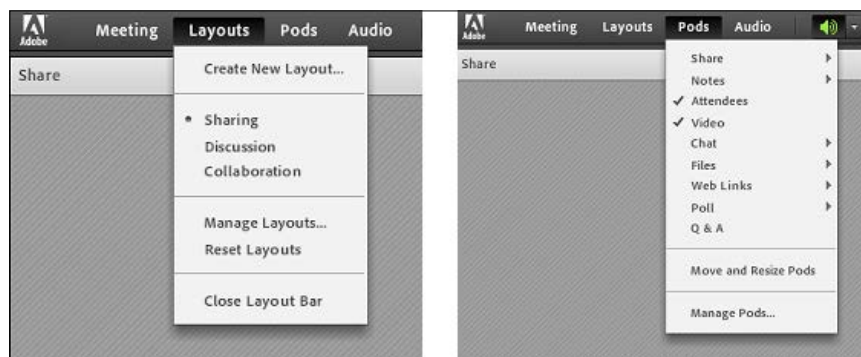 Adobe Meeting Layouts Pods Audio
Share
Create New Layout...
Sharing
Discussion
Collaboration
Manage Layouts...
Reset Layouts
Close Layout Bar
Adobe Meeting Layouts Pods Audio
Share
Share
Notes
Attendees
Video
Chat
Files
Web Links
Poll
Q & A
Move and Resize Pods
Manage Pods...